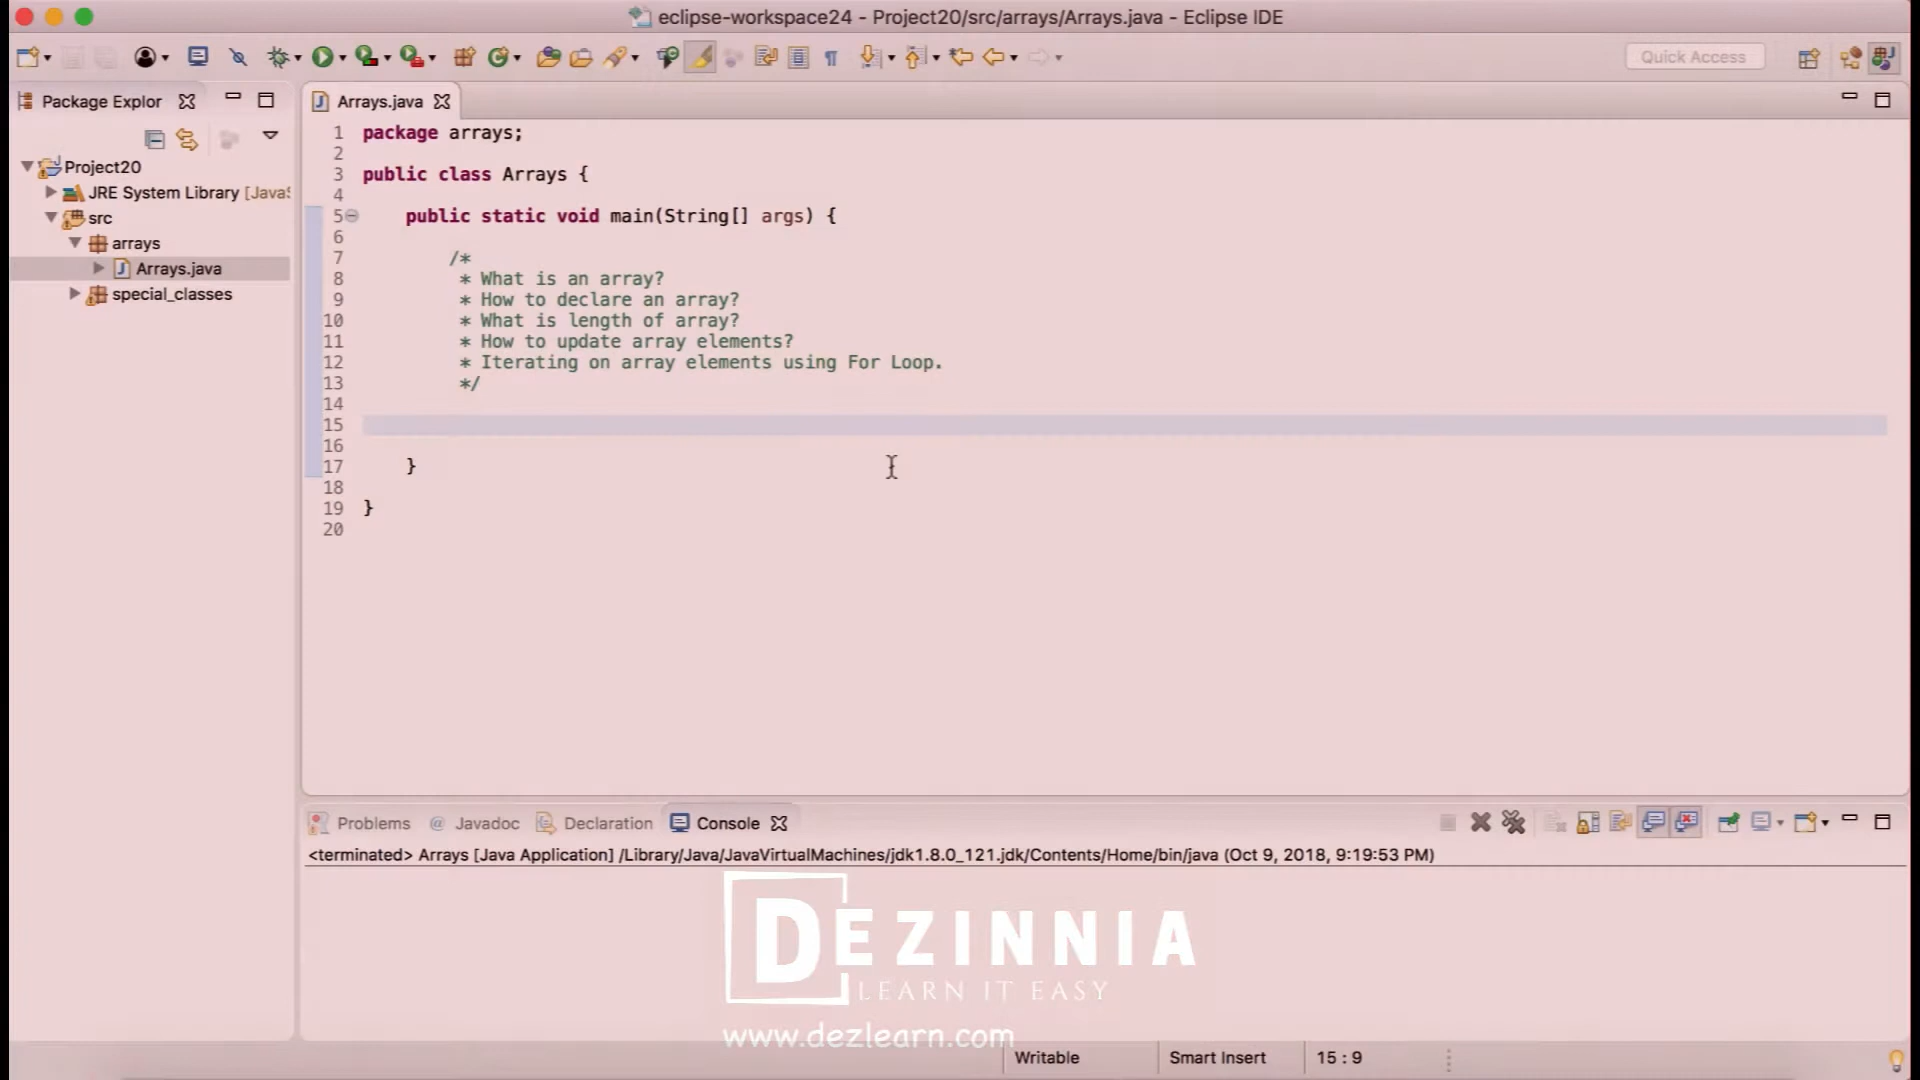 eclipse-workspace24 - Project20/src/arrays/Arrays.java - Eclipse IDE
Quick Access
Package Explor
Arrays.java
Project20
JRE System Library [JavaS
src
arrays
Arrays.java
special_classes
1 package arrays;
2
3 public class Arrays {
4
5 public static void main(String[] args) {
6
7 /*
8 * What is an array?
9 * How to declare an array?
10 * What is length of array?
11 * How to update array elements?
12 * Iterating on array elements using For Loop.
13 */
14
15
16
17 }
18
19 }
20
Problems @ Javadoc Declaration Console
<terminated> Arrays [Java Application] /Library/Java/JavaVirtualMachines/jdk1.8.0_121.jdk/Contents/Home/bin/java (Oct 9, 2018, 9:19:53 PM)
DEZINNIA
LEARN IT EASY
www.dezlearn.com
Writable Smart Insert 15 : 9